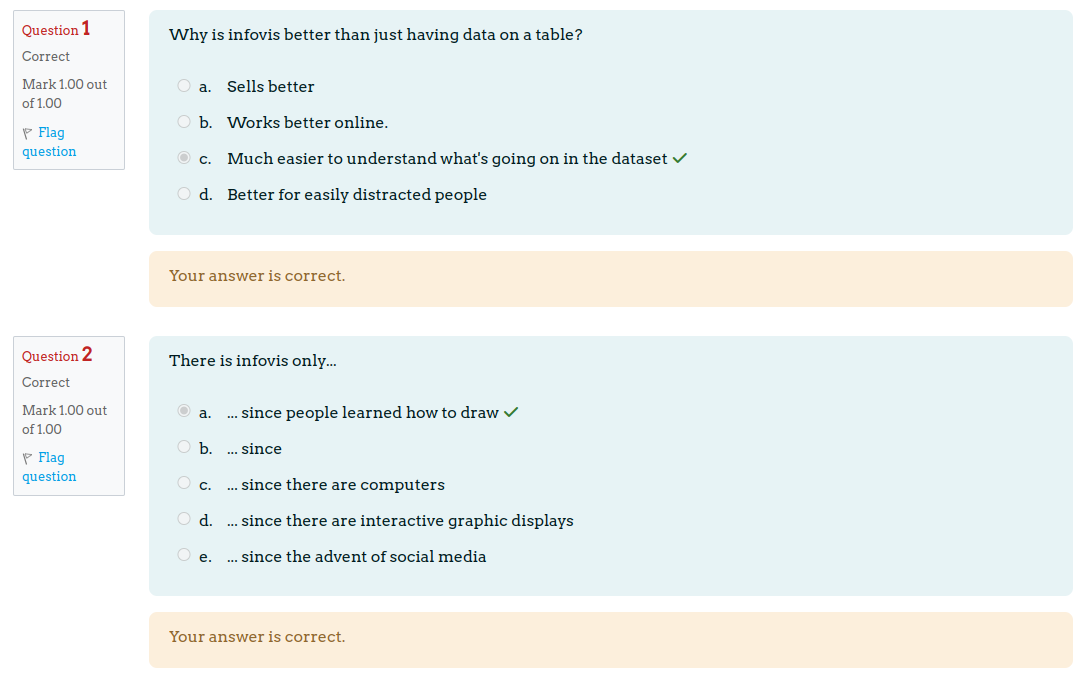 Question 1
Correct
Mark 1.00 out
of 1.00
Flag
question
Why is infovis better than just having data on a table?
a. Sells better
b. Works better online.
c. Much easier to understand what's going on in the dataset
d. Better for easily distracted people
Your answer is correct.
Question 2
Correct
Mark 1.00 out
of 1.00
Flag
question
There is infovis only...
a. ... since people learned how to draw
b. ... since
c. ... since there are computers
d. ... since there are interactive graphic displays
e. ... since the advent of social media
Your answer is correct.